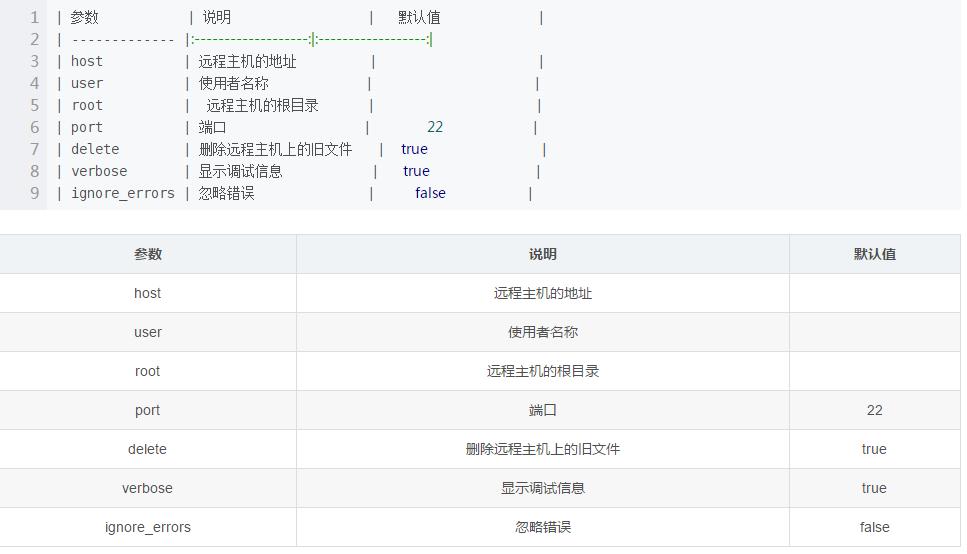 1 | 参数 | 说明 | 默认值 |
2 | ------------- |:-------------------:|:------------------:|
3 | host | 远程主机的地址 | |
4 | user | 使用者名称 | |
5 | root | 远程主机的根目录 | |
6 | port | 端口 | 22 |
7 | delete | 删除远程主机上的旧文件 | true |
8 | verbose | 显示调试信息 | true |
9 | ignore_errors | 忽略错误 | false |
参数 说明 默认值
host 远程主机的地址
user 使用者名称
root 远程主机的根目录
port 端口 22
delete 删除远程主机上的旧文件 true
verbose 显示调试信息 true
ignore_errors 忽略错误 false